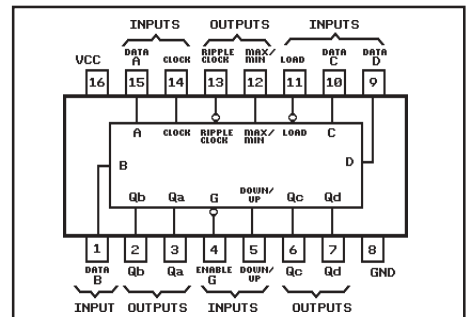 INPUTS OUTPUTS INPUTS
VCC DATA A CLOCK RIPPLE CLOCK MAX/ MIN LOAD DATA C DATA D
16 15 14 13 12 11 10 9
A CLOCK RIPPLE CLOCK MAX/ MIN LOAD C
B D
Qb Qa G DOWN/ UP Qc Qd
1 2 3 4 5 6 7 8
DATA B Qb Qa ENABLE G DOWN/ UP Qc Qd GND
INPUT OUTPUTS INPUTS OUTPUTS